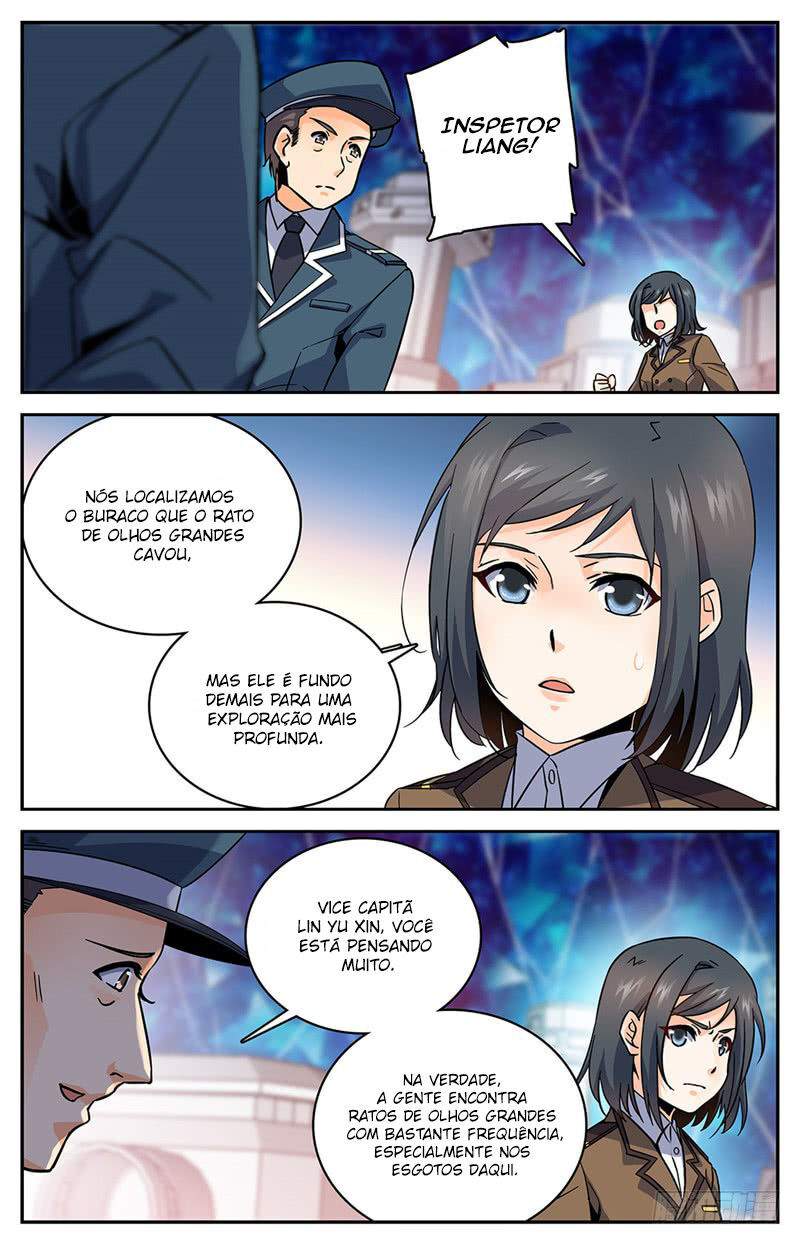 INSPETOR
LIANG!
NÓS LOCALIZAMOS
O BURACO QUE O RATO
DE OLHOS GRANDES
CAVOU,
MAS ELE É FUNDO
DEMAIS PARA UMA
EXPLORAÇÃO MAIS
PROFUNDA.
VICE CAPITÃ
LIN YU XIN, VOCÊ
ESTÁ PENSANDO
MUITO.
NA VERDADE,
A GENTE ENCONTRA
RATOS DE OLHOS GRANDES
COM BASTANTE FREQUÊNCIA,
ESPECIALMENTE NOS
ESGOTOS DAQUI.